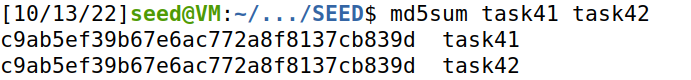 [10/13/22]seed@VM:~/.../SEED$ md5sum task41 task42
c9ab5ef39b67e6ac772a8f8137cb839d  task41
c9ab5ef39b67e6ac772a8f8137cb839d  task42